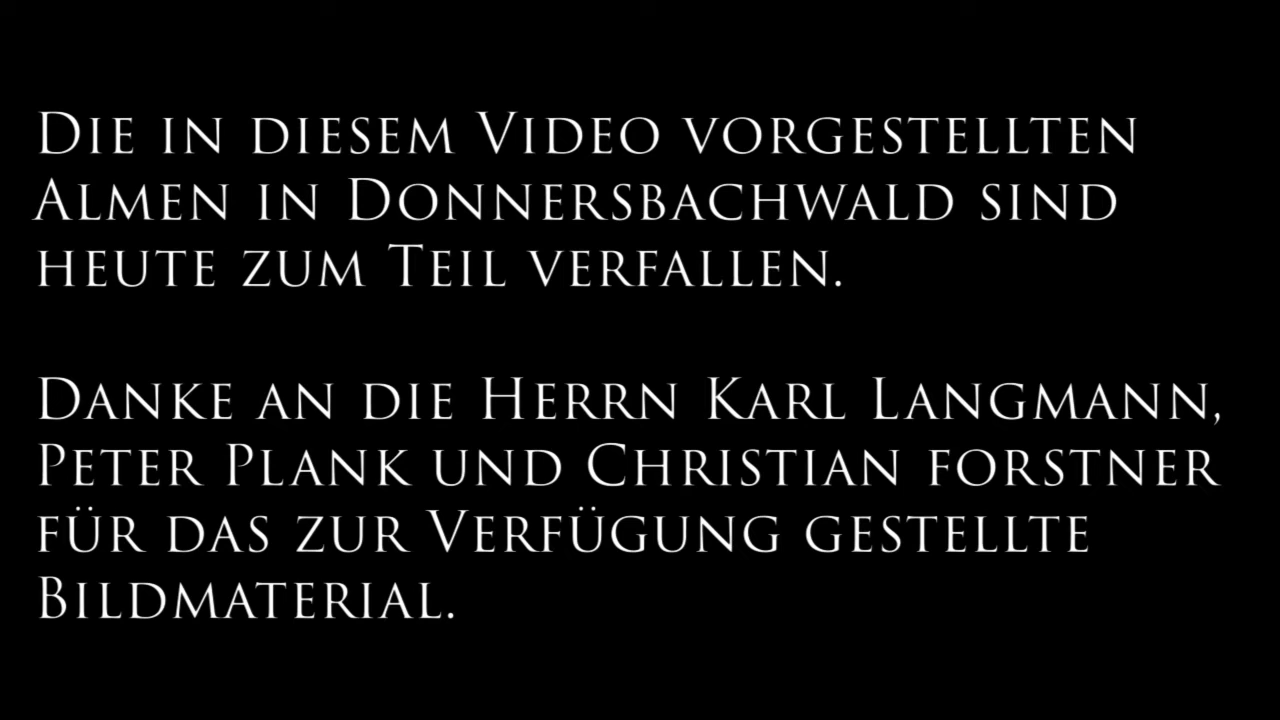 Die in diesem Video vorgestellten
Almen in Donnersbachwald sind
heute zum Teil verfallen.
Danke an die Herrn Karl Langmann,
Peter Plank und Christian forstner
für das zur Verfügung gestellte
Bildmaterial.